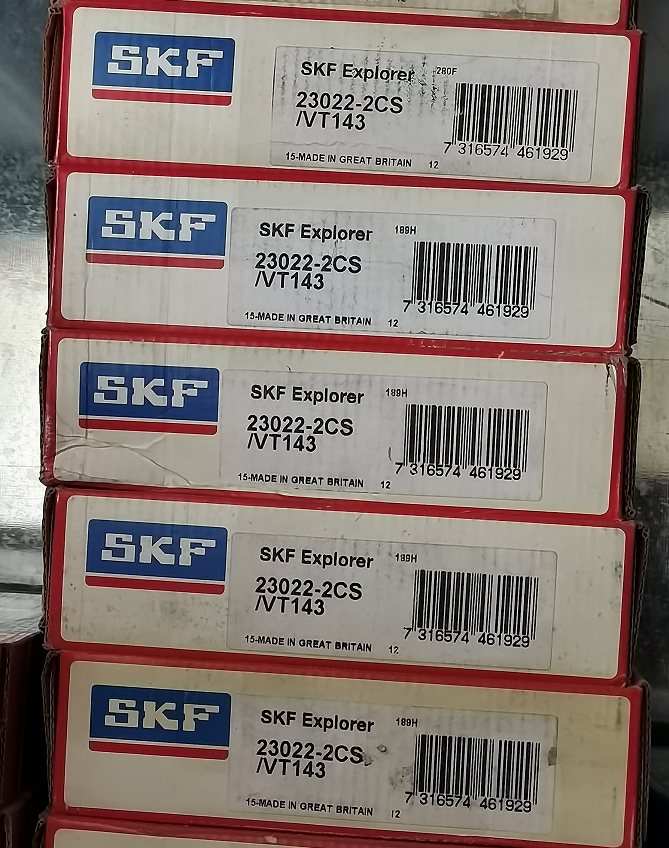 12
SKF
SKF Explorer 280F
23022-2CS
/VT143
7 316574 461929
15-MADE IN GREAT BRITAIN 12
SKF
SKF Explorer 189H
23022-2CS
/VT143
7 316574 461929
15-MADE IN GREAT BRITAIN 12
SKF
SKF Explorer 189H
23022-2CS
/VT143
7 316574 461929
15-MADE IN GREAT BRITAIN 12
SKF
SKF Explorer 189H
23022-2CS
/VT143
7 316574 461929
15-MADE IN GREAT BRITAIN 12
SKF
SKF Explorer 189H
23022-2CS
/VT143
7 316574 461929
15-MADE IN GREAT BRITAIN 12